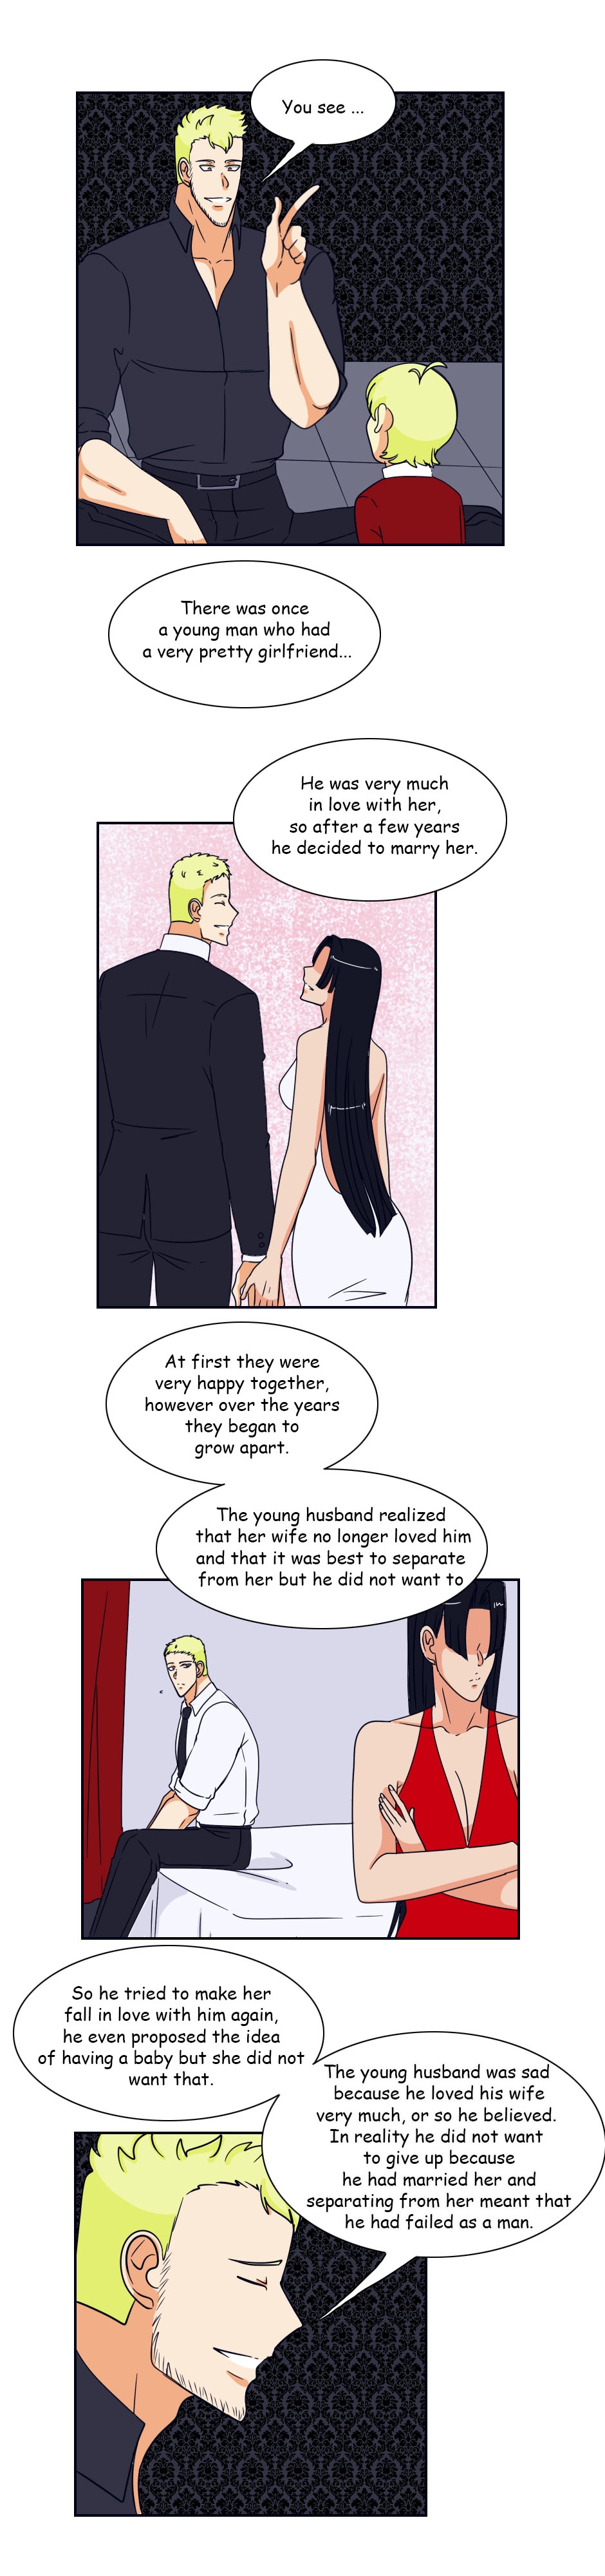 You see ...
There was once
a young man who had
a very pretty girlfriend...
He was very much
in love with her,
so after a few years
he decided to marry her.
At first they were
very happy together,
however over the years
they began to
grow apart.
The young husband realized
that her wife no longer loved him
and that it was best to separate
from her but he did not want to
So he tried to make her
fall in love with him again,
he even proposed the idea
of having a baby but she did not
want that.
The young husband was sad
because he loved his wife
very much, or so he believed.
In reality he did not want
to give up because
he had married her and
separating from her meant that
he had failed as a man.